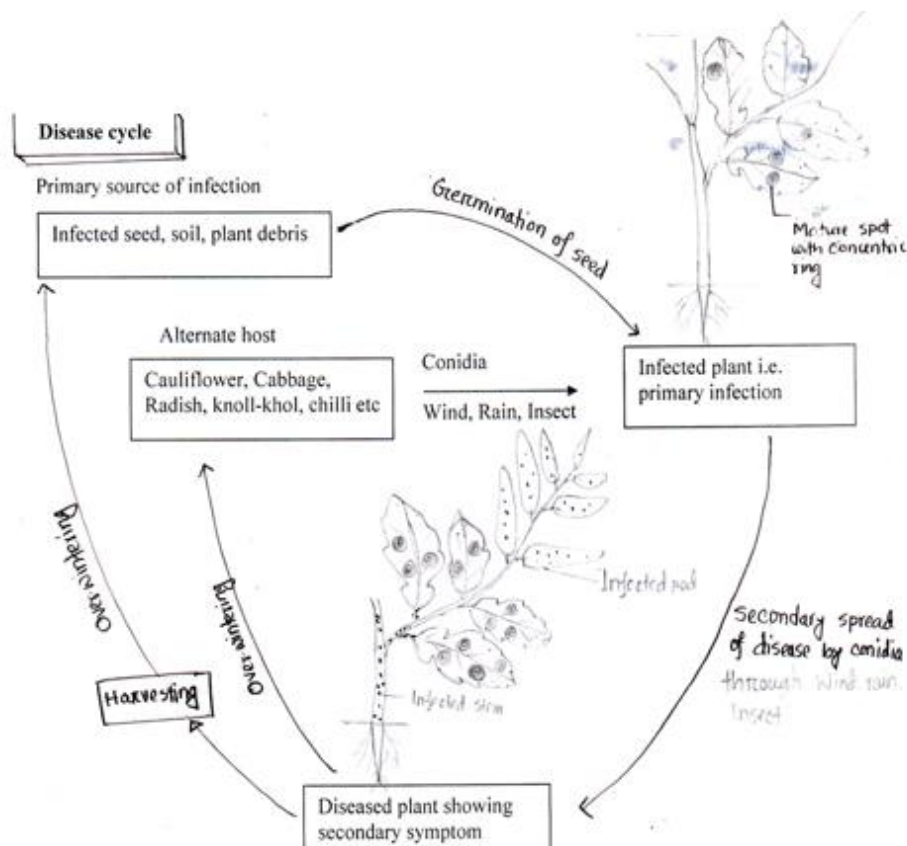 Disease cycle
Primary source of infection
Infected seed, soil, plant debris
Germination of seed
Mature spot
with concentric
ring
Alternate host
Cauliflower, Cabbage,
Radish, knoll-khol, chilli etc
Conidia
Wind, Rain, Insect
Infected plant i.e.
primary infection
Over wintering
Over wintering
Infected pod
Secondary spread
of disease by conidia
through wind, rain,
Insect
Harvesting
Infected stem
Diseased plant showing
secondary symptom